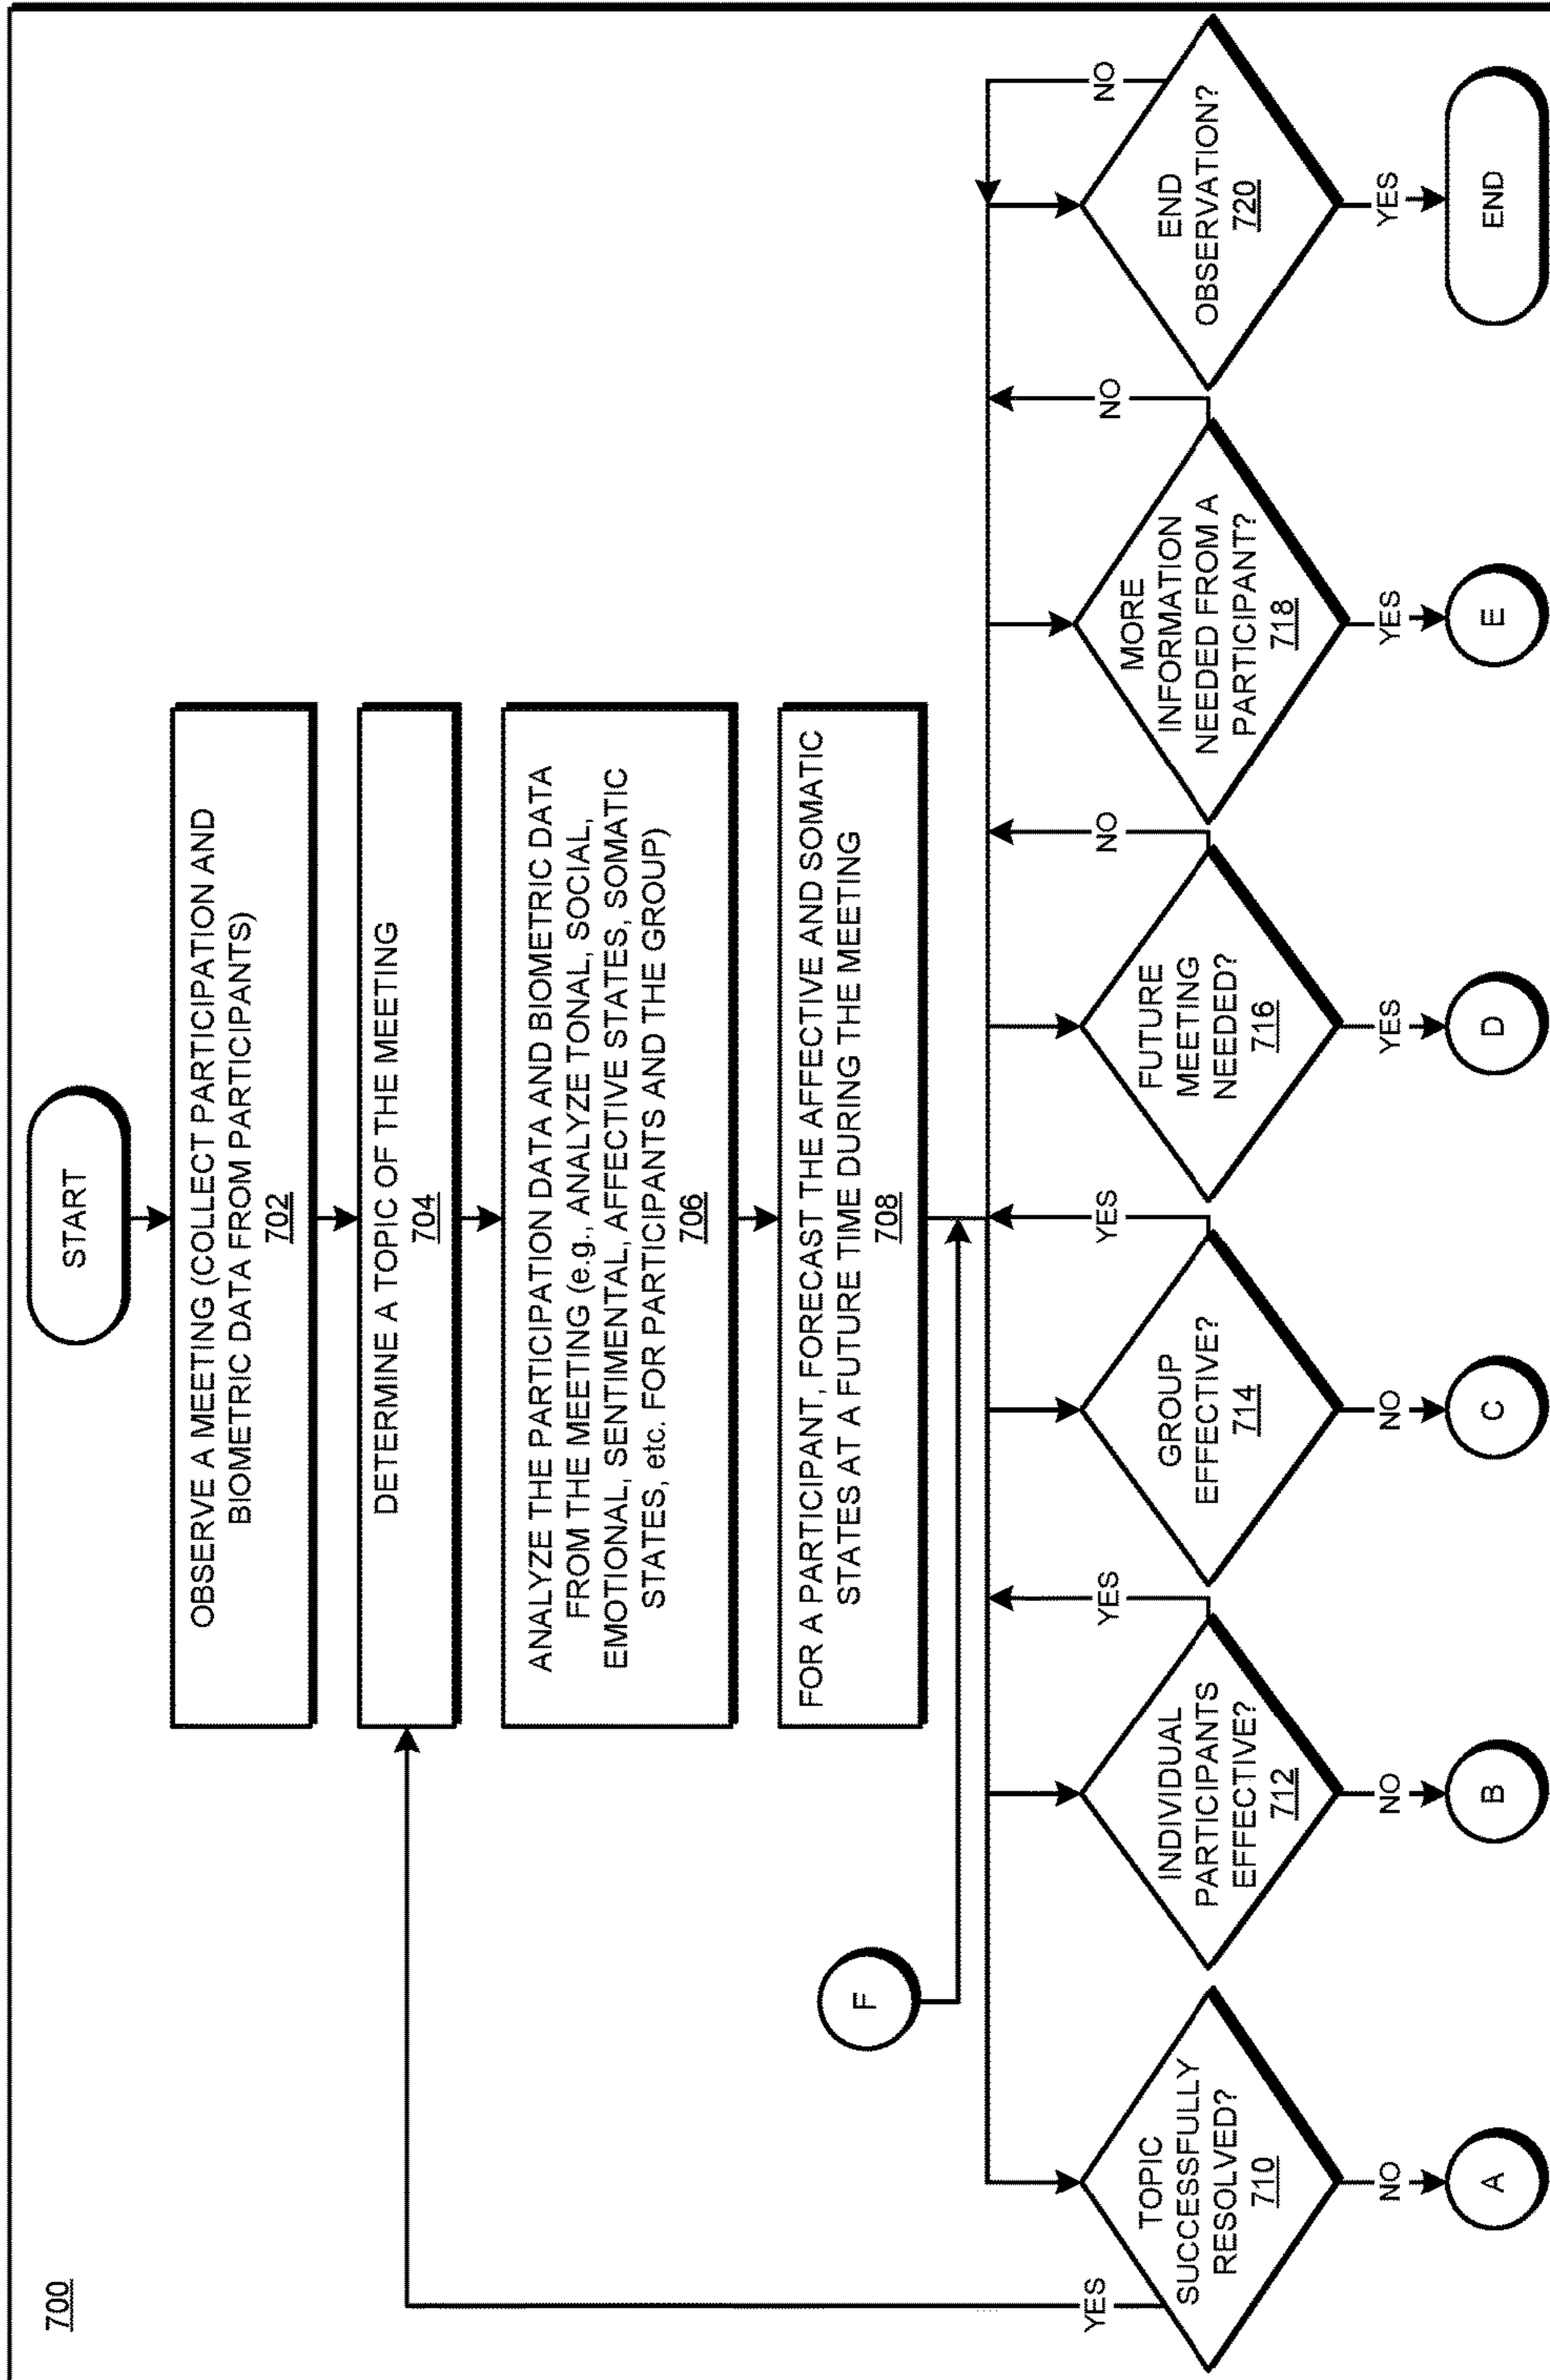 700
START
OBSERVE A MEETING (COLLECT PARTICIPATION AND
BIOMETRIC DATA FROM PARTICIPANTS)
702
DETERMINE A TOPIC OF THE MEETING
704
ANALYZE THE PARTICIPATION DATA AND BIOMETRIC DATA
FROM THE MEETING (e.g., ANALYZE TONAL, SOCIAL,
EMOTIONAL, SENTIMENTAL, AFFECTIVE STATES, SOMATIC
STATES, etc. FOR PARTICIPANTS AND THE GROUP)
706
FOR A PARTICIPANT, FORECAST THE AFFECTIVE AND SOMATIC
STATES AT A FUTURE TIME DURING THE MEETING
708
F
YES
TOPIC
SUCCESSFULLY
RESOLVED?
710
NO
A
YES
INDIVIDUAL
PARTICIPANTS
EFFECTIVE?
712
NO
B
YES
GROUP
EFFECTIVE?
714
NO
C
NO
FUTURE
MEETING
NEEDED?
716
YES
D
NO
MORE
INFORMATION
NEEDED FROM A
PARTICIPANT?
718
YES
E
NO
END
OBSERVATION?
720
YES
END